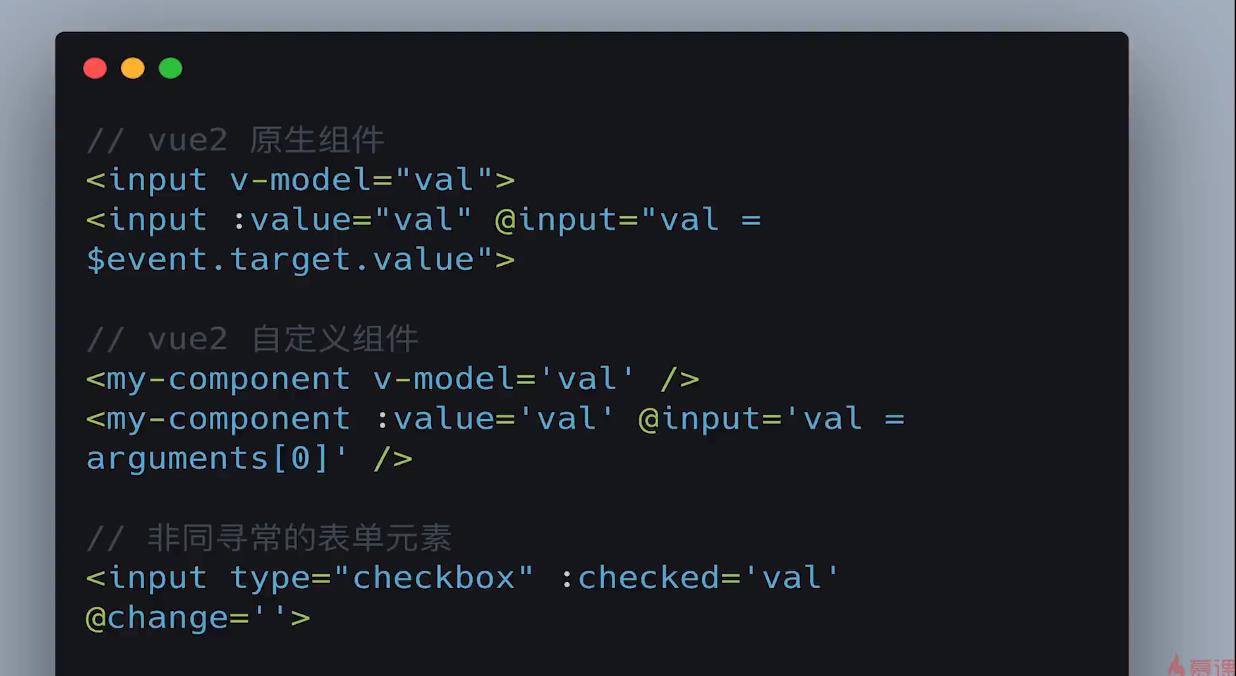 // vue2 原生组件
<input v-model="val">
<input :value="val" @input="val =
$event.target.value">
// vue2 自定义组件
<my-component v-model='val' />
<my-component :value='val' @input='val =
arguments[0]' />
// 非同寻常的表单元素
<input type="checkbox" :checked='val'
@change=''>
慕课